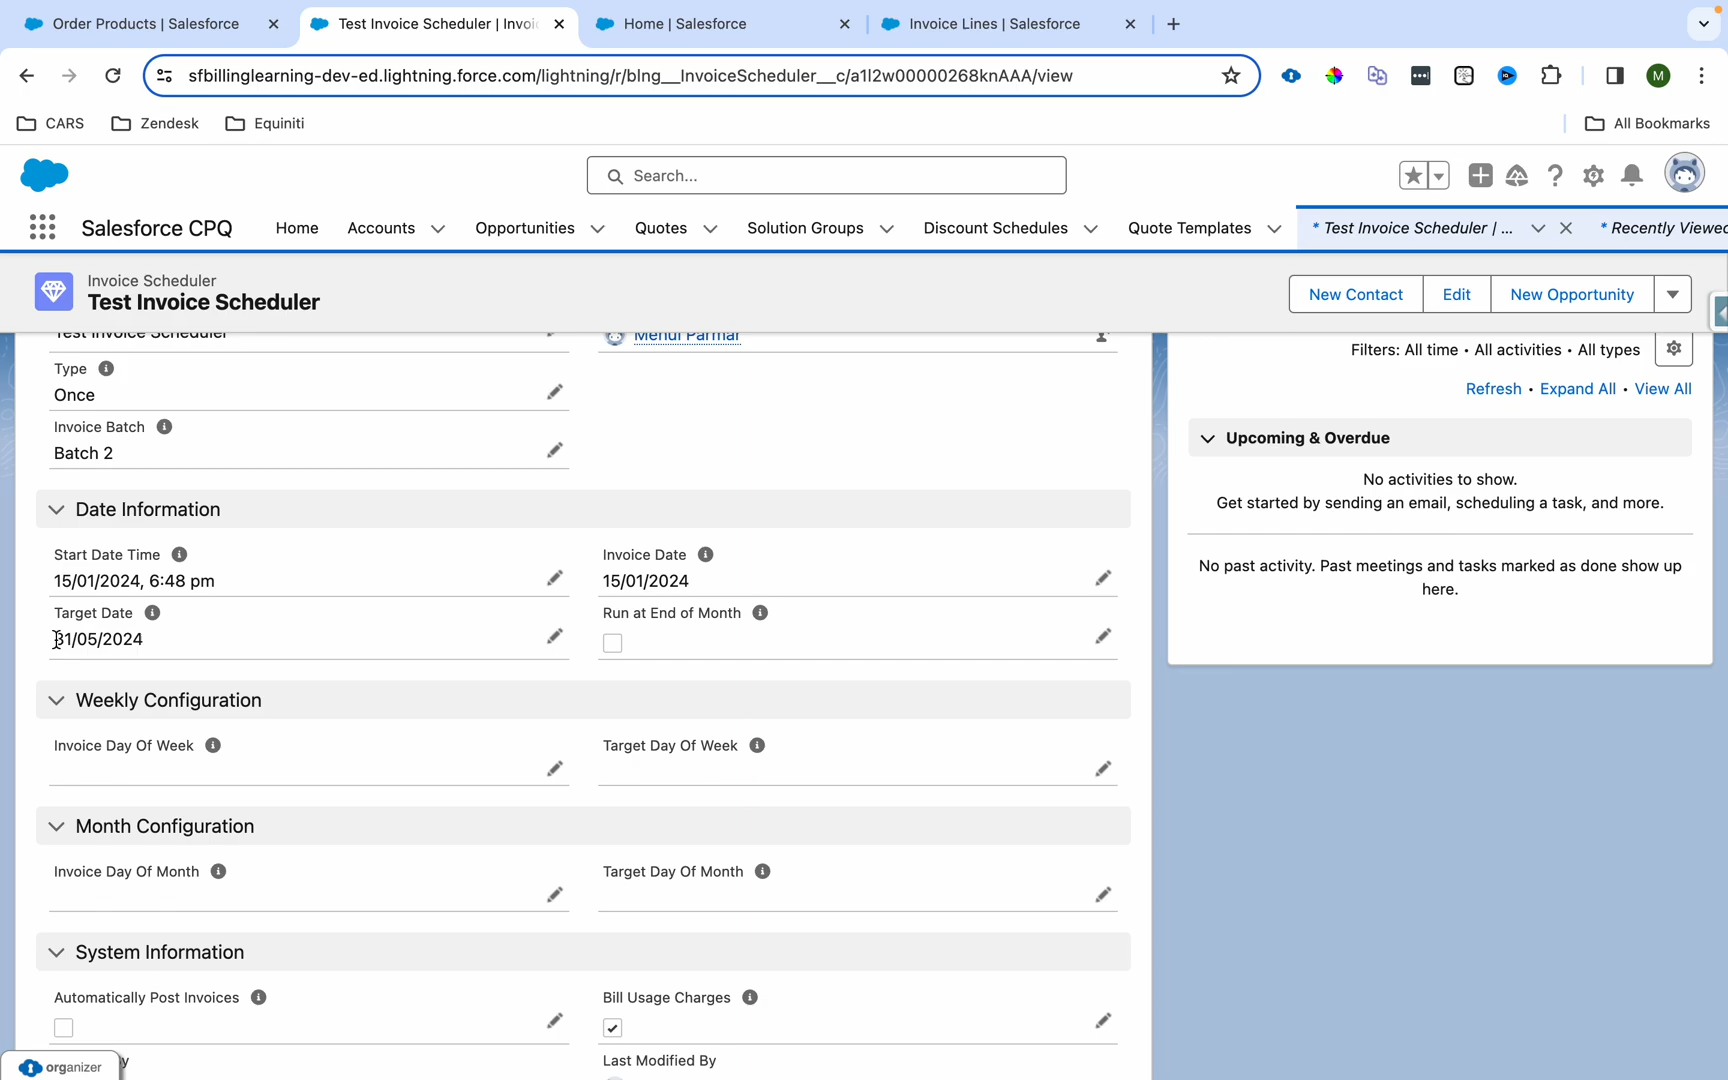 Order Products | Salesforce
Test Invoice Scheduler | Invoi
Home | Salesforce
Invoice Lines | Salesforce
sfbillinglearning-dev-ed.lightning.force.com/lightning/r/blng__InvoiceScheduler__c/a1I2w00000268knAAA/view
M
CARS
Zendesk
Equiniti
All Bookmarks
Search...
Salesforce CPQ
Home
Accounts
Opportunities
Quotes
Solution Groups
Discount Schedules
Quote Templates
* Test Invoice Scheduler | ...
* Recently Viewed
Invoice Scheduler
Test Invoice Scheduler
New Contact
Edit
New Opportunity
Test Invoice Scheduler
Mehul Parmar
Type
Once
Invoice Batch
Batch 2
Date Information
Start Date Time
15/01/2024, 6:48 pm
Invoice Date
15/01/2024
Target Date
31/05/2024
Run at End of Month
Weekly Configuration
Invoice Day Of Week
Target Day Of Week
Month Configuration
Invoice Day Of Month
Target Day Of Month
System Information
Automatically Post Invoices
Bill Usage Charges
Last Modified By
organizer
Filters: All time • All activities • All types
Refresh • Expand All • View All
Upcoming & Overdue
No activities to show.
Get started by sending an email, scheduling a task, and more.
No past activity. Past meetings and tasks marked as done show up
here.